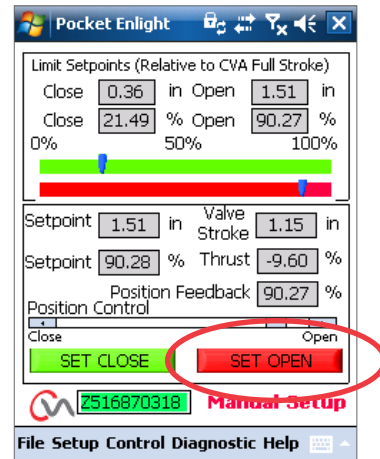 Pocket Enlight
Limit Setpoints (Relative to CVA Full Stroke)
Close 0.36 in Open 1.51 in
Close 21.49 % Open 90.27 %
0% 50% 100%
Setpoint 1.51 in Valve Stroke 1.15 in
Setpoint 90.28 % Thrust -9.60 %
Position Feedback 90.27 %
Position Control
Close Open
SET CLOSE SET OPEN
CVA Z516870318 Manual Setup
File Setup Control Diagnostic Help